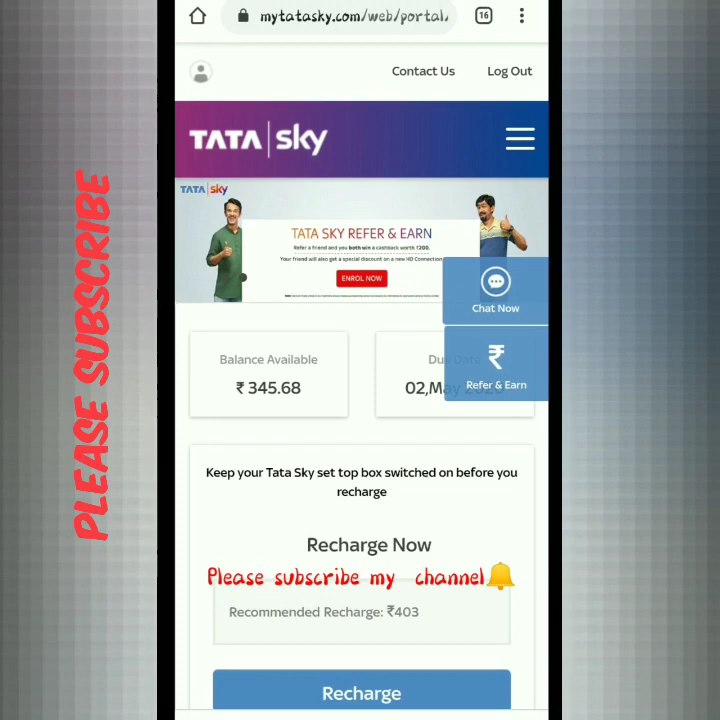 PLEASE SUBSCRIBE
mytatasky.com/web/portal
16
Contact Us
Log Out
TATA sky
TATA sky
TATA SKY REFER & EARN
Refer a friend and you both win a cashback worth ₹200.
Your friend will also get a special discount on a new HD Connection
ENROL NOW
Chat Now
₹
Refer & Earn
Balance Available
₹ 345.68
02,May
Keep your Tata Sky set top box switched on before you
recharge
Recharge Now
Please subscribe my channel
Recommended Recharge: ₹403
Recharge